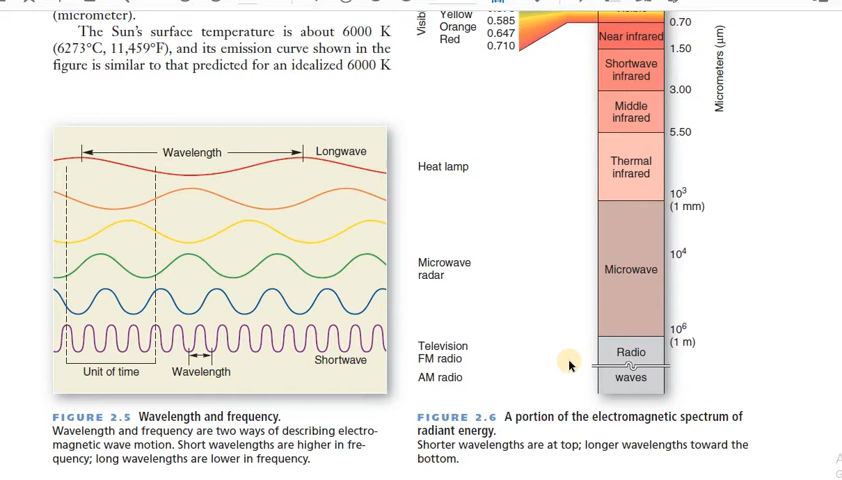 (micrometer).
The Sun's surface temperature is about 6000 K
(6273°C, 11,459°F), and its emission curve shown in the
figure is similar to that predicted for an idealized 6000 K
Wavelength
Longwave
Unit of time
Wavelength
Shortwave
FIGURE 2.5 Wavelength and frequency.
Wavelength and frequency are two ways of describing electro-
magnetic wave motion. Short wavelengths are higher in fre-
quency; long wavelengths are lower in frequency.
Yellow
Orange
Red
0.585
0.647
0.710
Heat lamp
Microwave
radar
Television
FM radio
AM radio
Near infrared
Shortwave
infrared
Middle
infrared
Thermal
infrared
Microwave
Radio
waves
0.70
1.50
3.00
5.50
10³
(1 mm)
10⁴
10⁶
(1 m)
Micrometers (μm)
FIGURE 2.6 A portion of the electromagnetic spectrum of
radiant energy.
Shorter wavelengths are at top; longer wavelengths toward the
bottom.